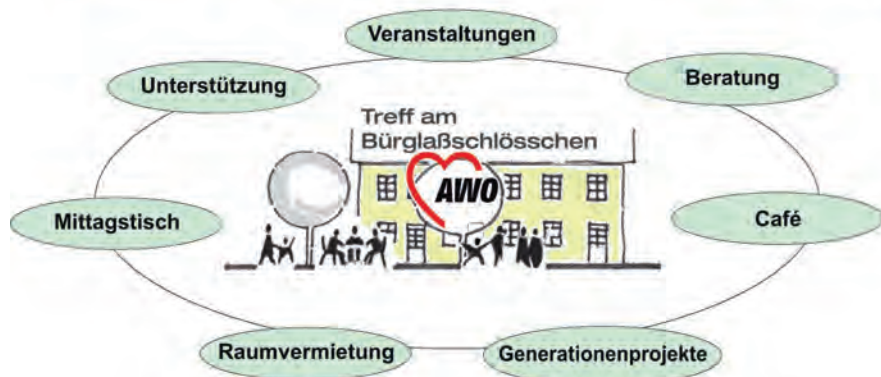 Veranstaltungen
Unterstützung
Beratung
Treff am
Bürglaßschlösschen
AWO
Mittagstisch
Café
Raumvermietung
Generationenprojekte